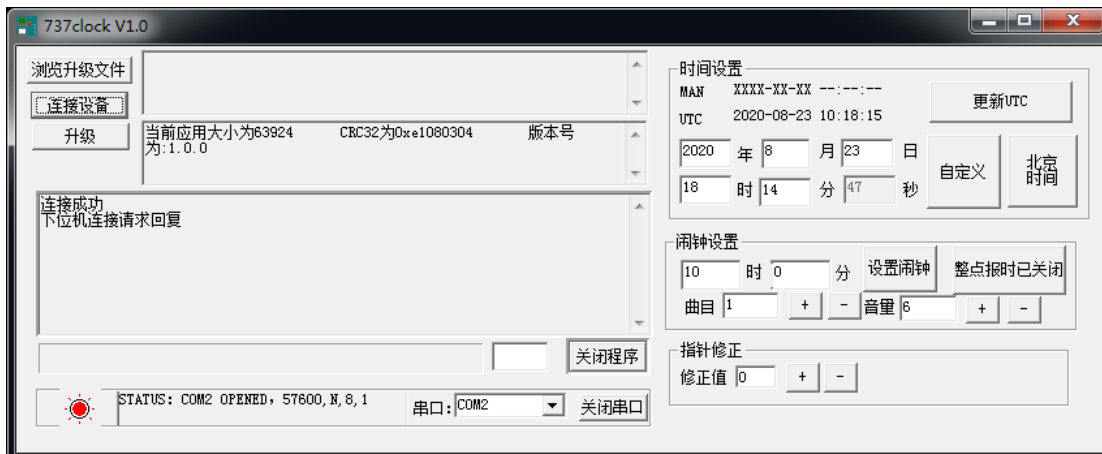 737clock V1.0
浏览升级文件
连接设备
升级
当前应用大小为63924 CRC32为0xe1080304 版本号
为:1.0.0
连接成功
下位机连接请求回复
关闭程序
STATUS: COM2 OPENED, 57600,N,8,1
串口: COM2
关闭串口
时间设置
MAN XXXX-XX-XX --:--:--
UTC 2020-08-23 10:18:15
更新UTC
2020 年 8 月 23 日
18 时 14 分 47 秒
自定义
北京
时间
闹钟设置
10 时 0 分 设置闹钟 整点报时已关闭
曲目 1 + - 音量 6 + -
指针修正
修正值 0 + -